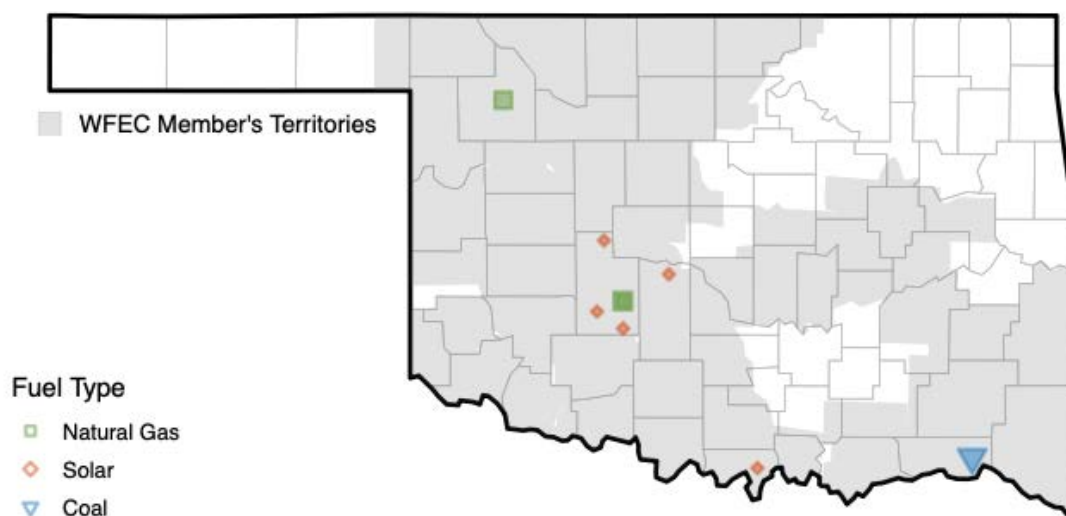 WFEC Member's Territories
Fuel Type
Natural Gas
Solar
Coal